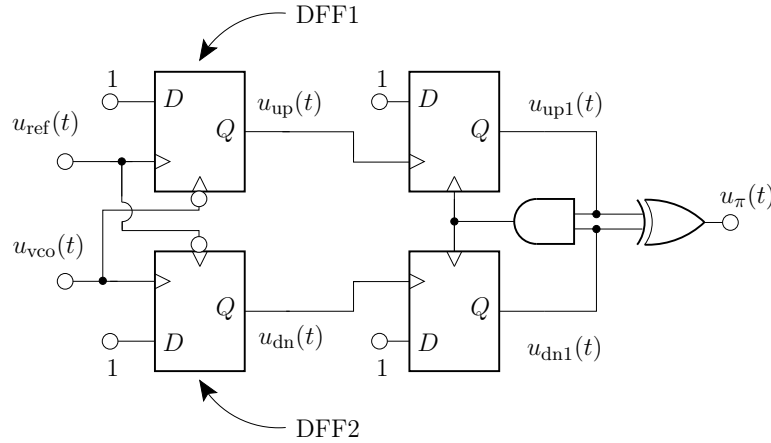 DFF1
1
D
Q
u_ref(t)
u_up(t)
1
D
Q
u_up1(t)
u_π(t)
u_vco(t)
Q
D
1
u_dn(t)
Q
D
1
u_dn1(t)
DFF2